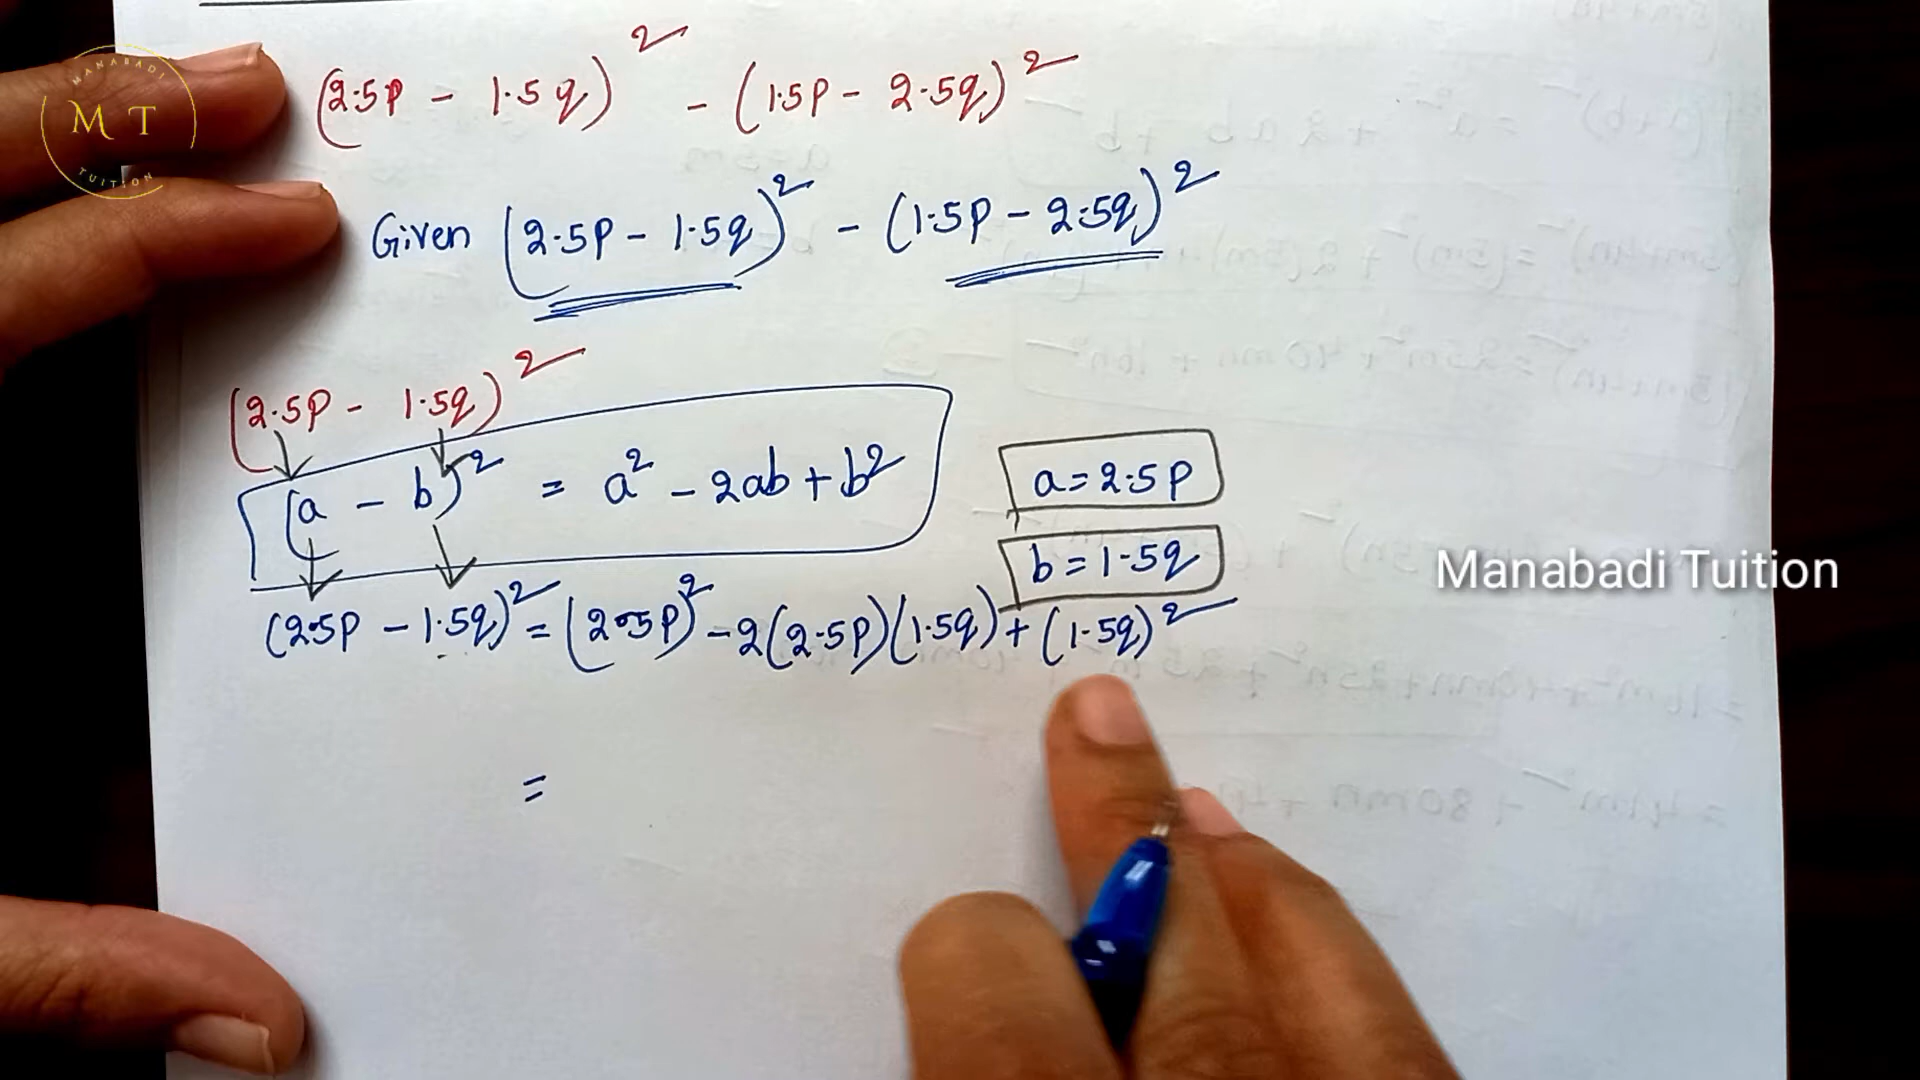 MANABADI
M T
TUITION
(2.5p - 1.5q)² - (1.5p - 2.5q)²
Given (2.5p - 1.5q)² - (1.5p - 2.5q)²
(2.5p - 1.5q)²
(a - b)² = a² - 2ab + b²
a = 2.5p
b = 1.5q
Manabadi Tuition
(2.5p - 1.5q)² = (2.5p)² - 2(2.5p)(1.5q) + (1.5q)²
=